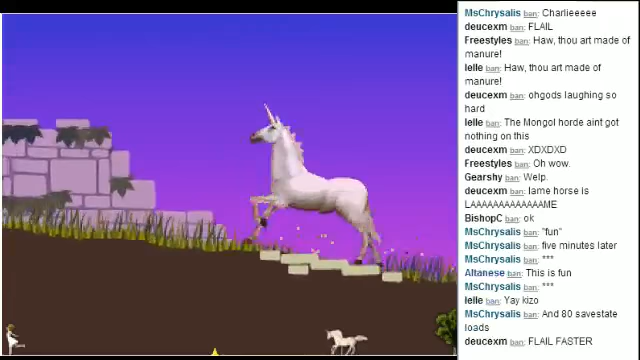 MsChrysalis ban: Charlieeeee
deucexm ban: FLAIL
Freestyles ban: Haw, thou art made of
manure!
lelle ban: Haw, thou art made of
manure!
deucexm ban: ohgods laughing so
hard
lelle ban: The Mongol horde aint got
nothing on this
deucexm ban: XDXDXD
Freestyles ban: Oh wow.
Gearshy ban: Welp.
deucexm ban: lame horse is
LAAAAAAAAAAAAAME
BishopC ban: ok
MsChrysalis ban: "fun"
MsChrysalis ban: five minutes later
MsChrysalis ban: ***
Altanese ban: This is fun
MsChrysalis ban: ***
lelle ban: Yay kizo
MsChrysalis ban: And 80 savestate
loads
deucexm ban: FLAIL FASTER